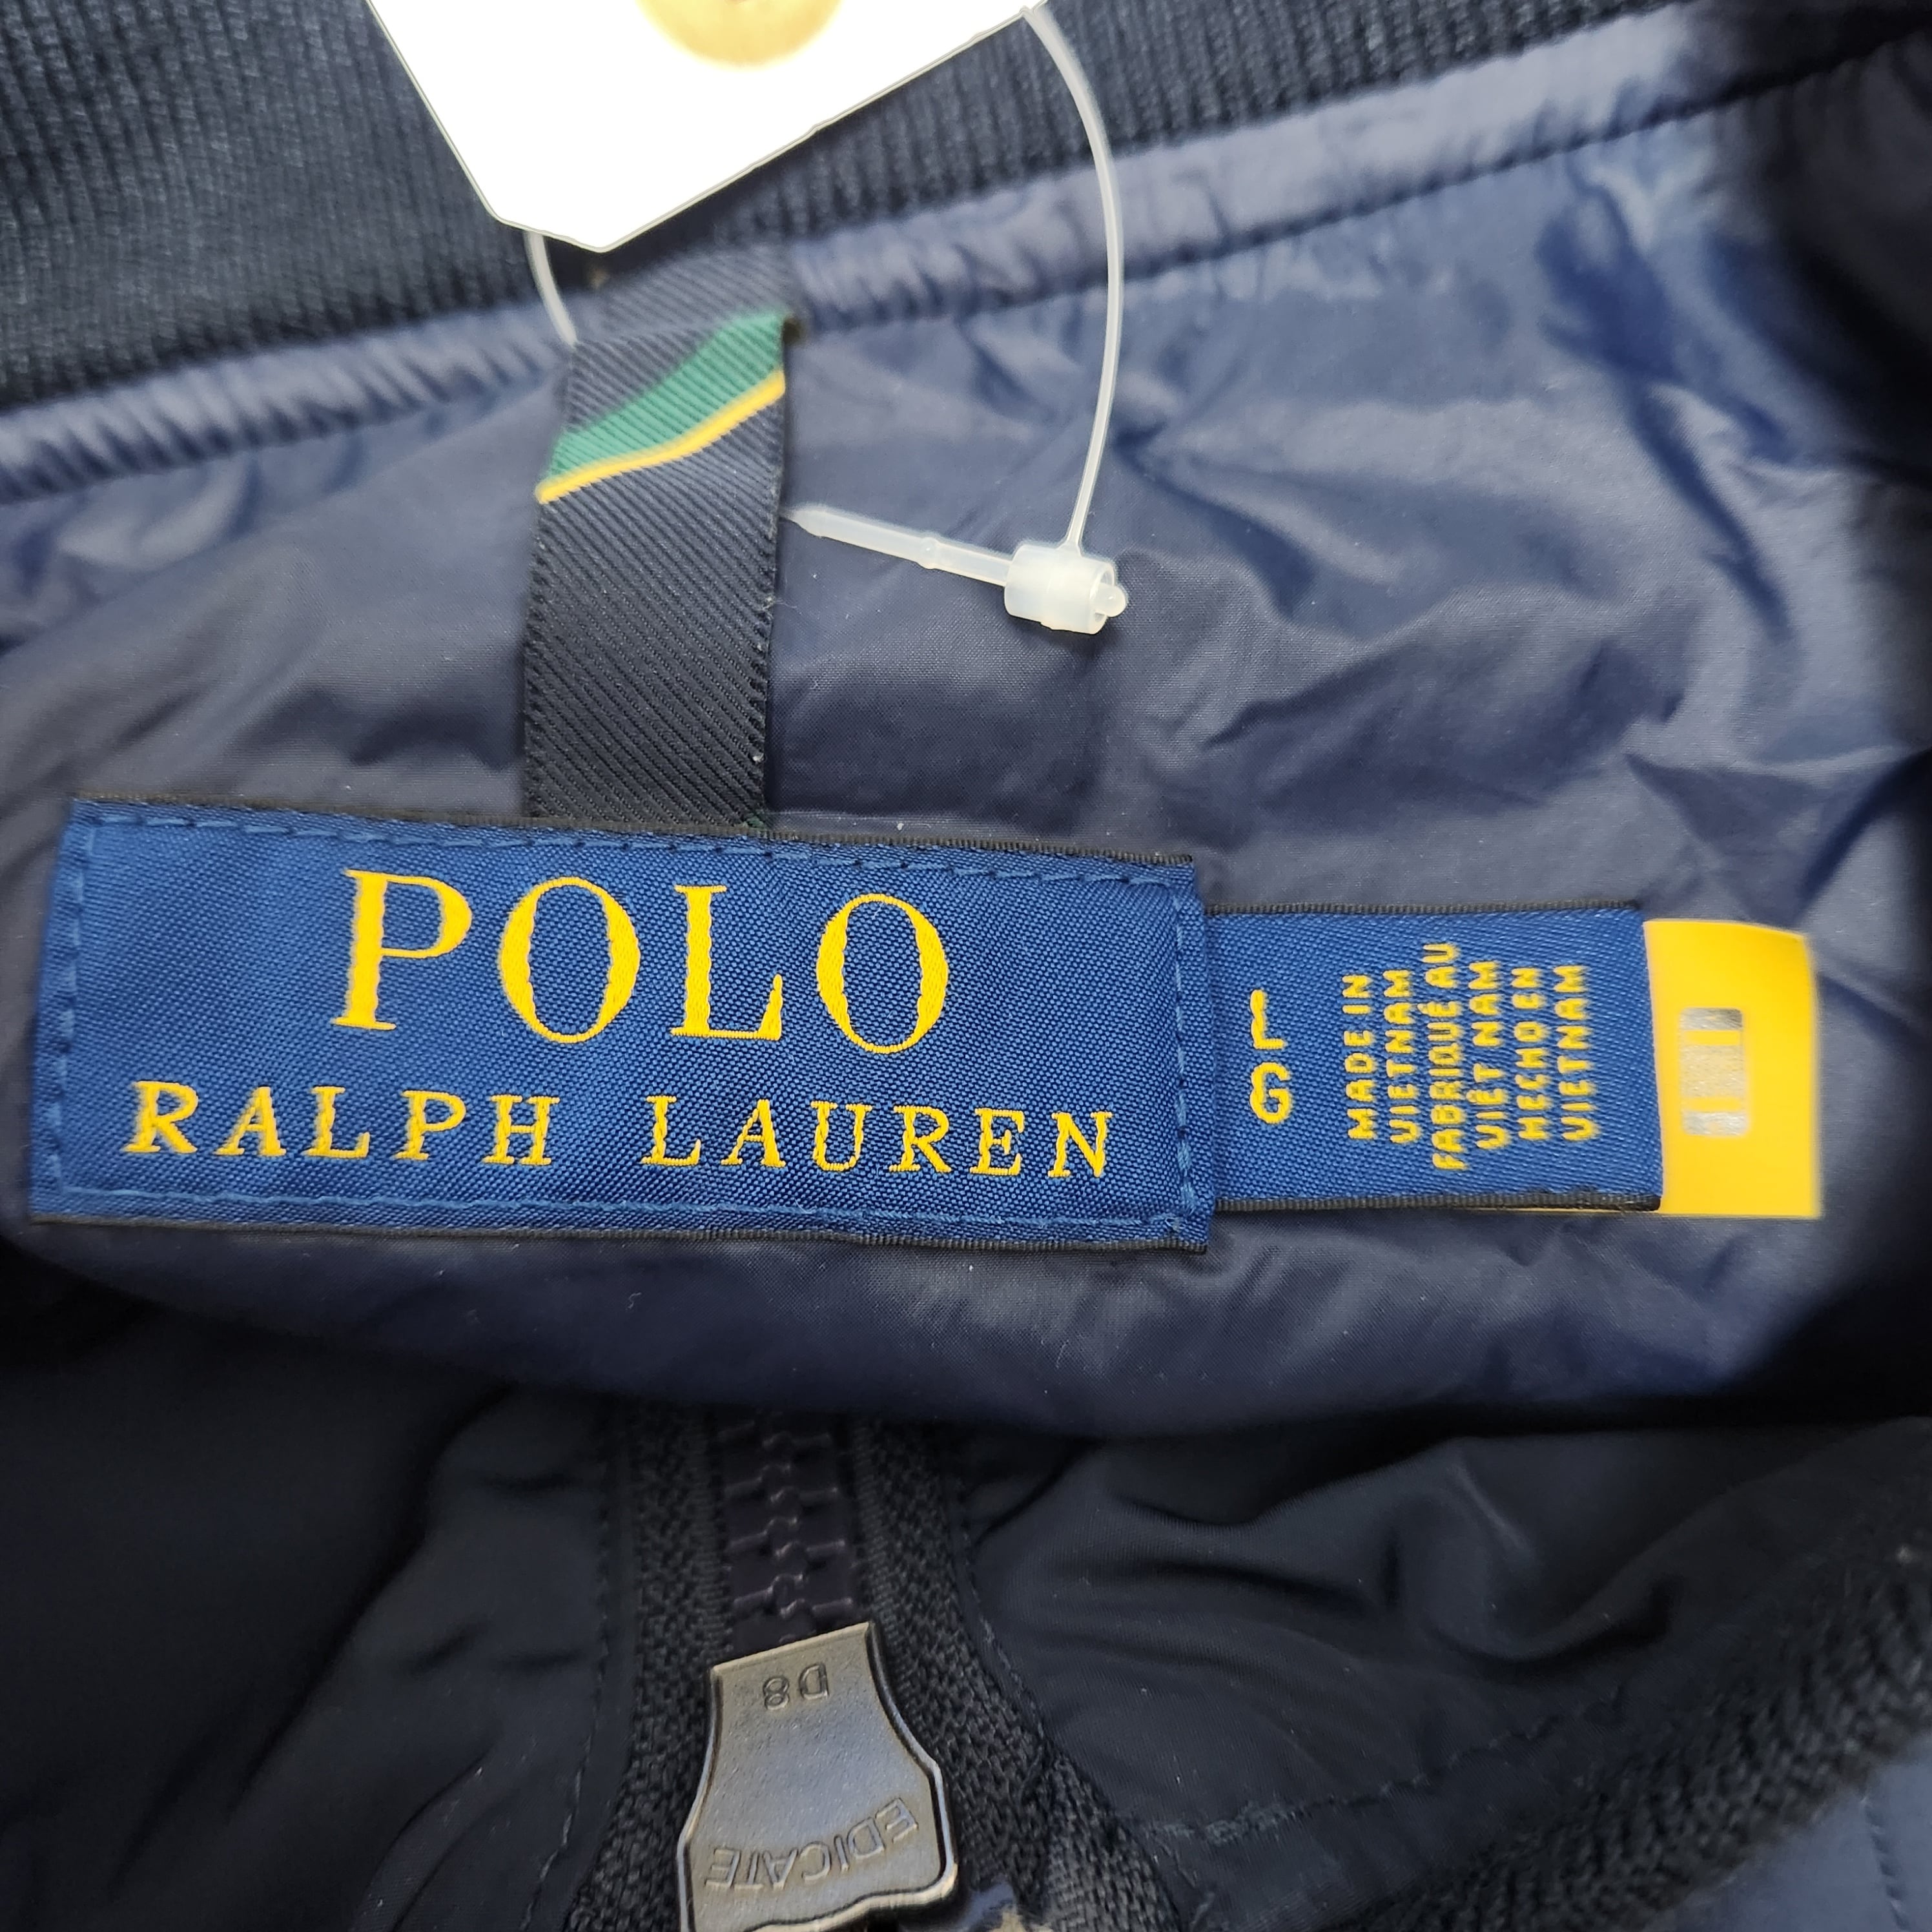 POLO
RALPH LAUREN
L
G
MADE IN
VIETNAM
FABRIQUÉ AU
VIÊT NAM
HECHO EN
VIETNAM
D8
EDICATE